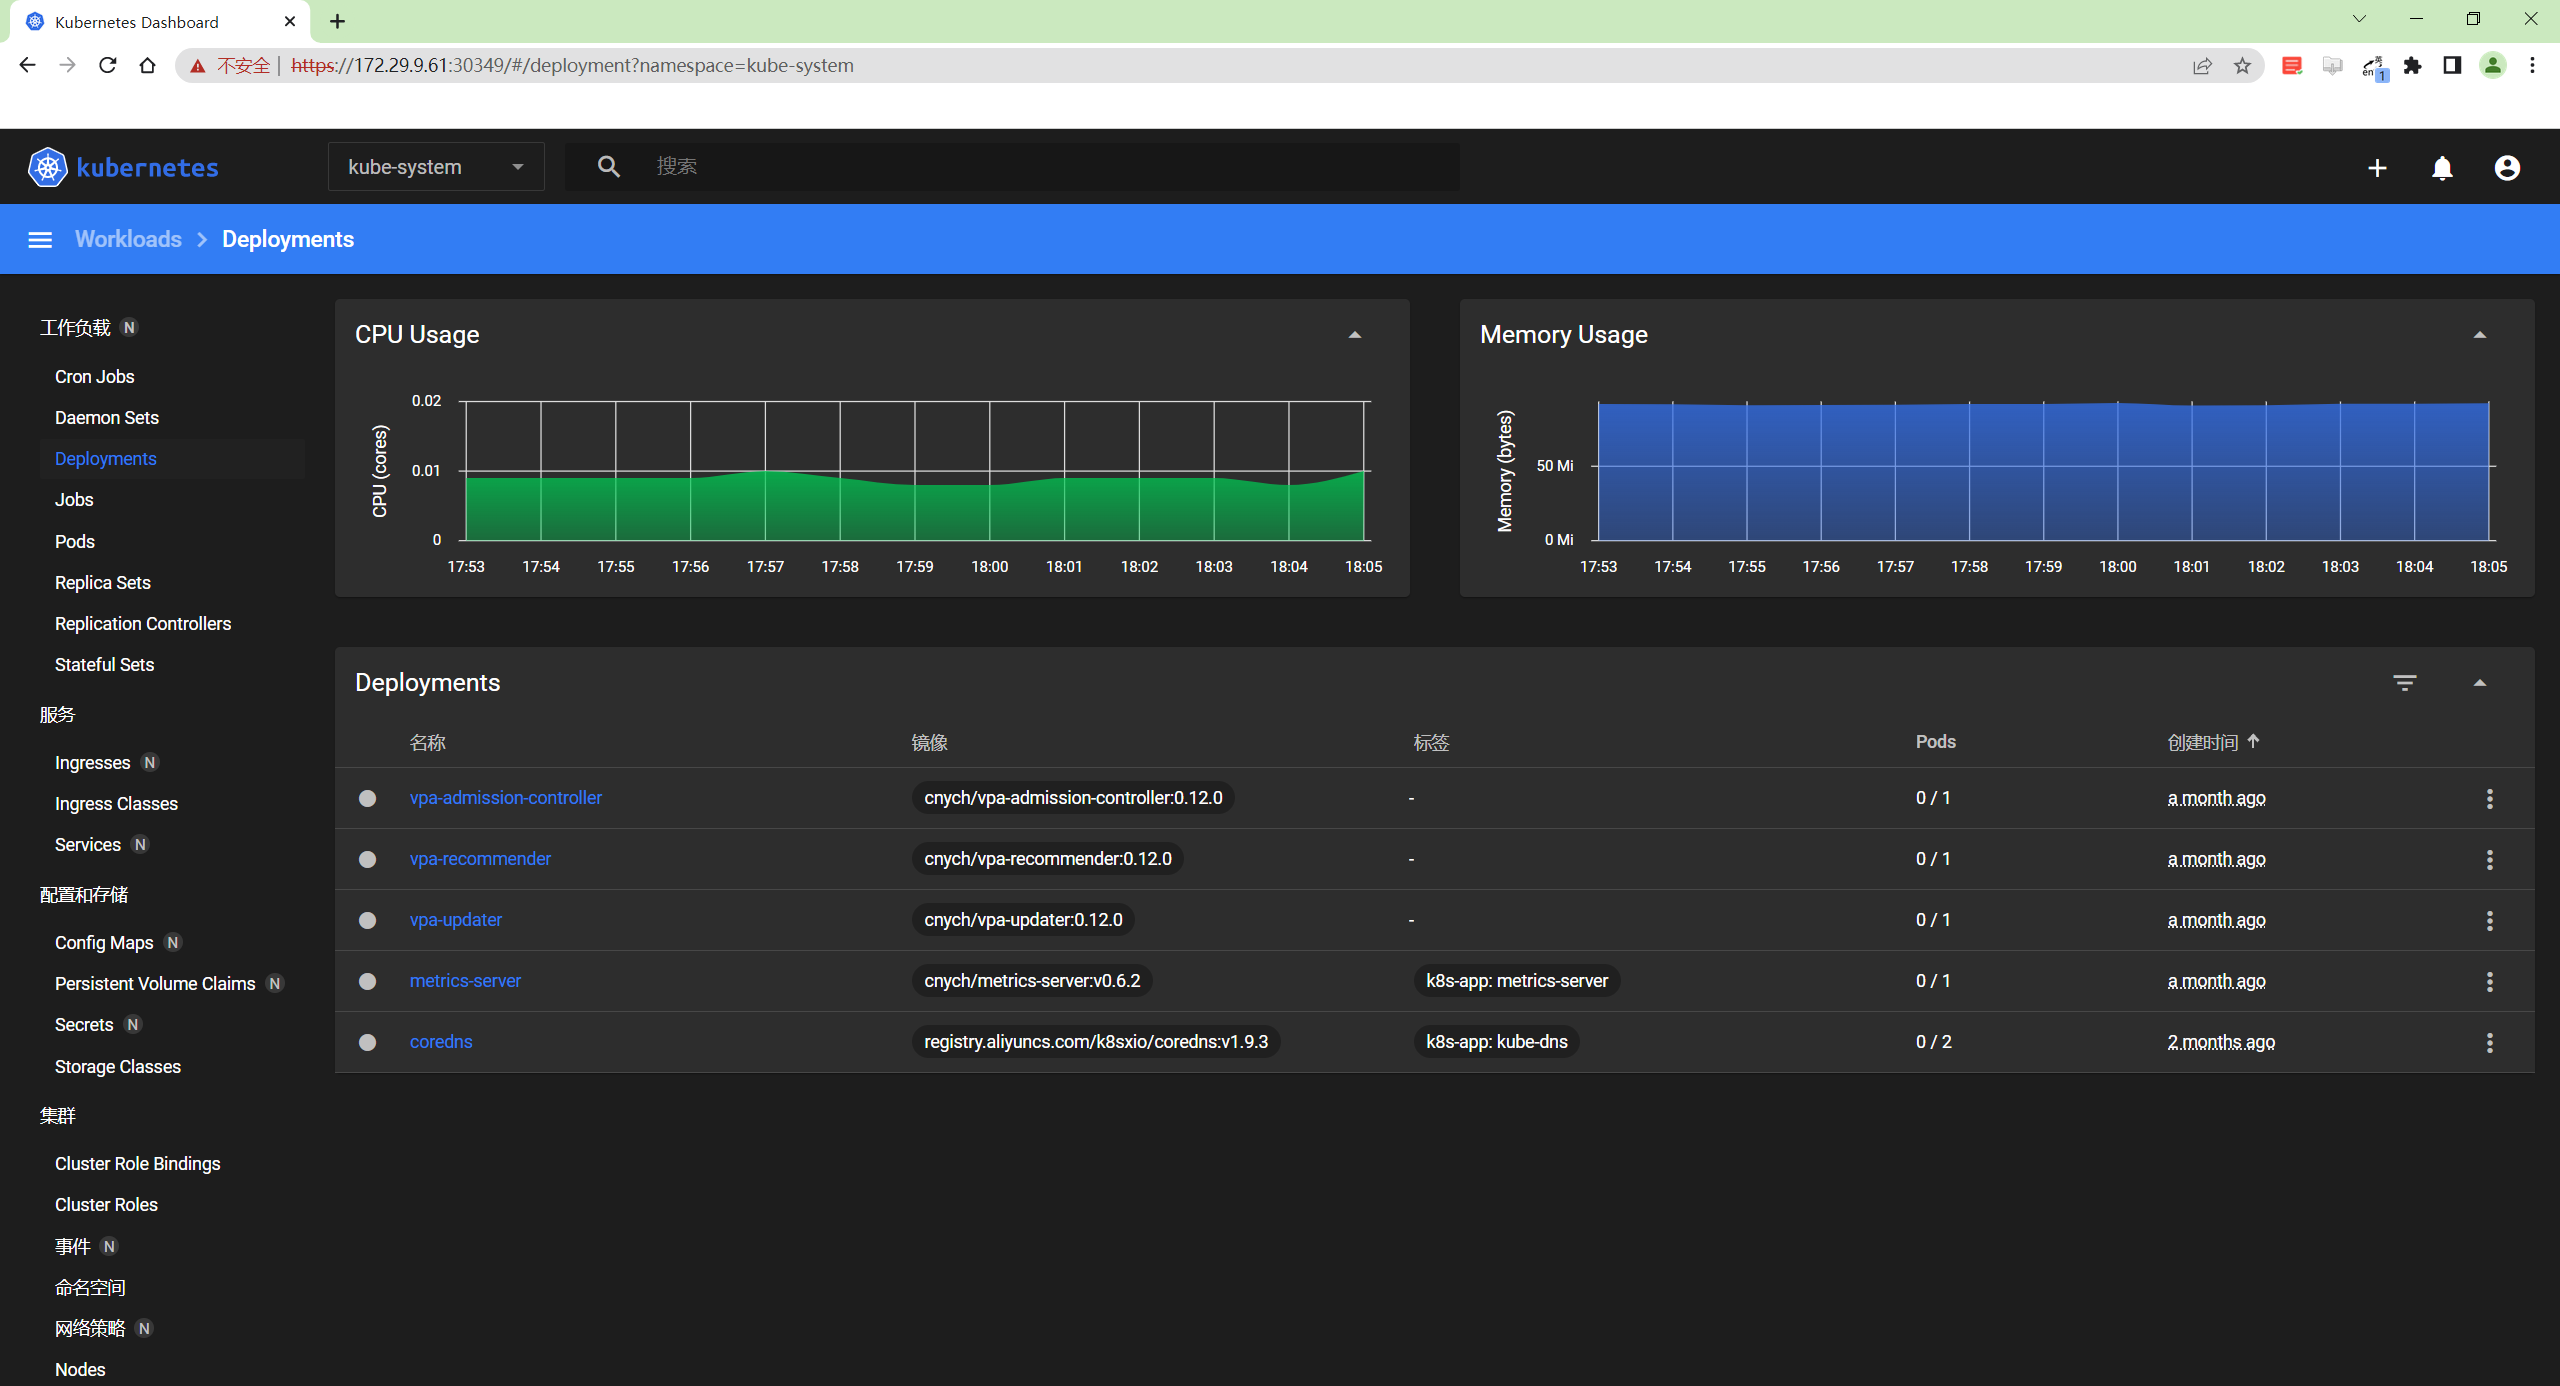 Kubernetes Dashboard
不安全 | https://172.29.9.61:30349/#/deployment?namespace=kube-system
英
en 1
kubernetes
kube-system
搜索
Workloads > Deployments
工作负载 N
Cron Jobs
Daemon Sets
Deployments
Jobs
Pods
Replica Sets
Replication Controllers
Stateful Sets
服务
Ingresses N
Ingress Classes
Services N
配置和存储
Config Maps N
Persistent Volume Claims N
Secrets N
Storage Classes
集群
Cluster Role Bindings
Cluster Roles
事件 N
命名空间
网络策略 N
Nodes
CPU Usage
CPU (cores)
0.02
0.01
0
17:53 17:54 17:55 17:56 17:57 17:58 17:59 18:00 18:01 18:02 18:03 18:04 18:05
Memory Usage
Memory (bytes)
50 Mi
0 Mi
17:53 17:54 17:55 17:56 17:57 17:58 17:59 18:00 18:01 18:02 18:03 18:04 18:05
Deployments
名称 镜像 标签 Pods 创建时间
vpa-admission-controller cnych/vpa-admission-controller:0.12.0 - 0 / 1 a month ago
vpa-recommender cnych/vpa-recommender:0.12.0 - 0 / 1 a month ago
vpa-updater cnych/vpa-updater:0.12.0 - 0 / 1 a month ago
metrics-server cnych/metrics-server:v0.6.2 k8s-app: metrics-server 0 / 1 a month ago
coredns registry.aliyuncs.com/k8sxio/coredns:v1.9.3 k8s-app: kube-dns 0 / 2 2 months ago